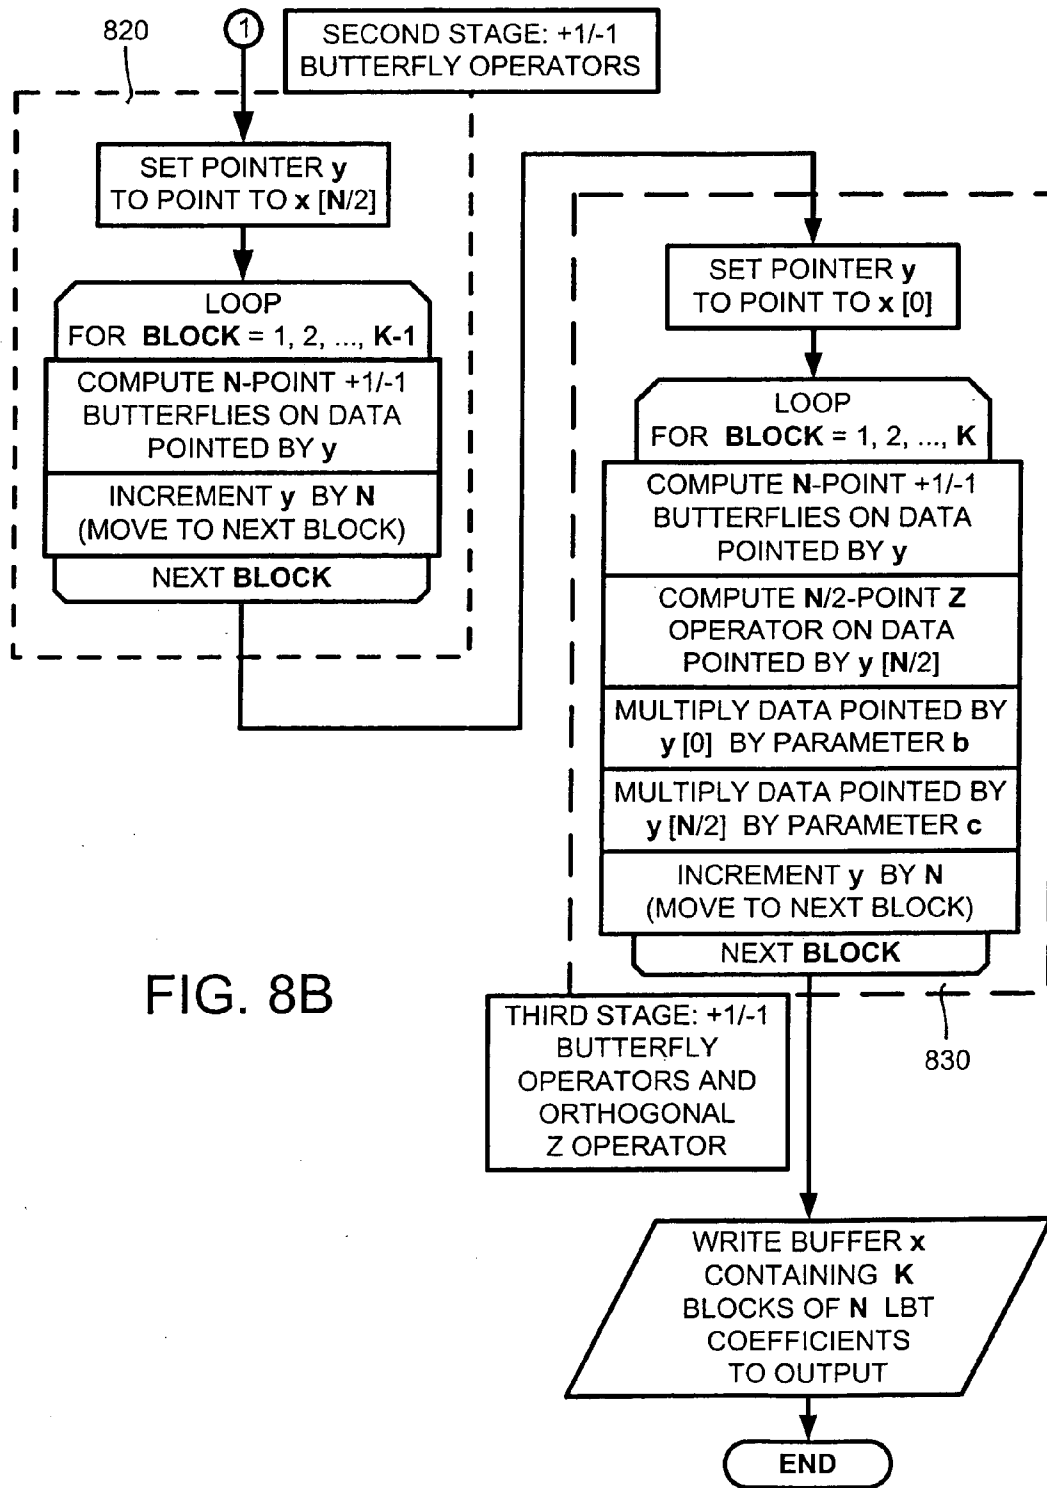 820
1
SECOND STAGE: +1/-1
BUTTERFLY OPERATORS
SET POINTER y
TO POINT TO x [N/2]
LOOP
FOR BLOCK = 1, 2, ..., K-1
COMPUTE N-POINT +1/-1
BUTTERFLIES ON DATA
POINTED BY y
INCREMENT y BY N
(MOVE TO NEXT BLOCK)
NEXT BLOCK
SET POINTER y
TO POINT TO x [0]
LOOP
FOR BLOCK = 1, 2, ..., K
COMPUTE N-POINT +1/-1
BUTTERFLIES ON DATA
POINTED BY y
COMPUTE N/2-POINT Z
OPERATOR ON DATA
POINTED BY y [N/2]
MULTIPLY DATA POINTED BY
y [0] BY PARAMETER b
MULTIPLY DATA POINTED BY
y [N/2] BY PARAMETER c
INCREMENT y BY N
(MOVE TO NEXT BLOCK)
NEXT BLOCK
830
THIRD STAGE: +1/-1
BUTTERFLY
OPERATORS AND
ORTHOGONAL
Z OPERATOR
WRITE BUFFER x
CONTAINING K
BLOCKS OF N LBT
COEFFICIENTS
TO OUTPUT
END
FIG. 8B